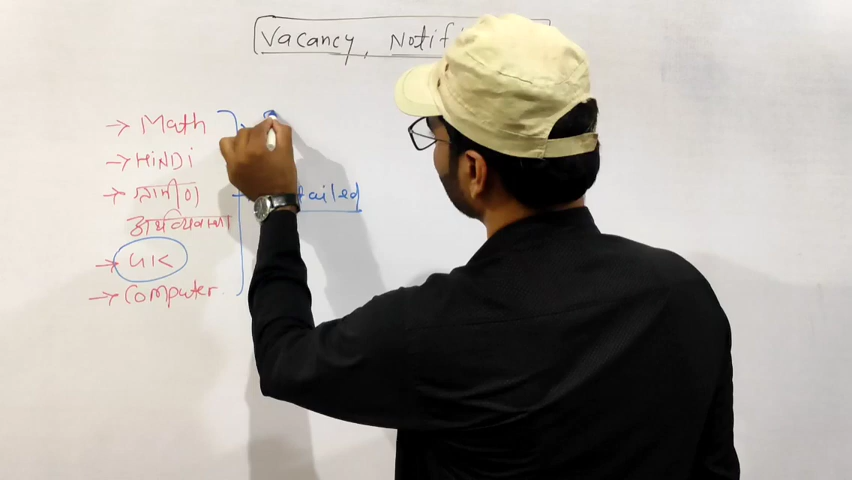 Vacancy, Notif
Math
HiNDi
ग्रामीण
अर्थव्यवस्था
GK
Computer.
tailed